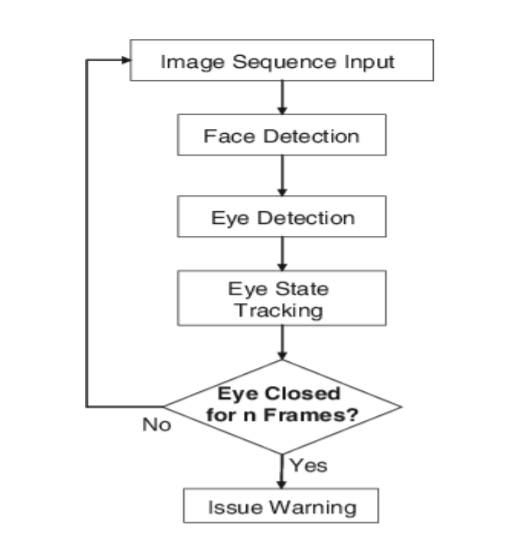 Image Sequence Input
Face Detection
Eye Detection
Eye State
Tracking
Eye Closed
for n Frames?
No
Yes
Issue Warning